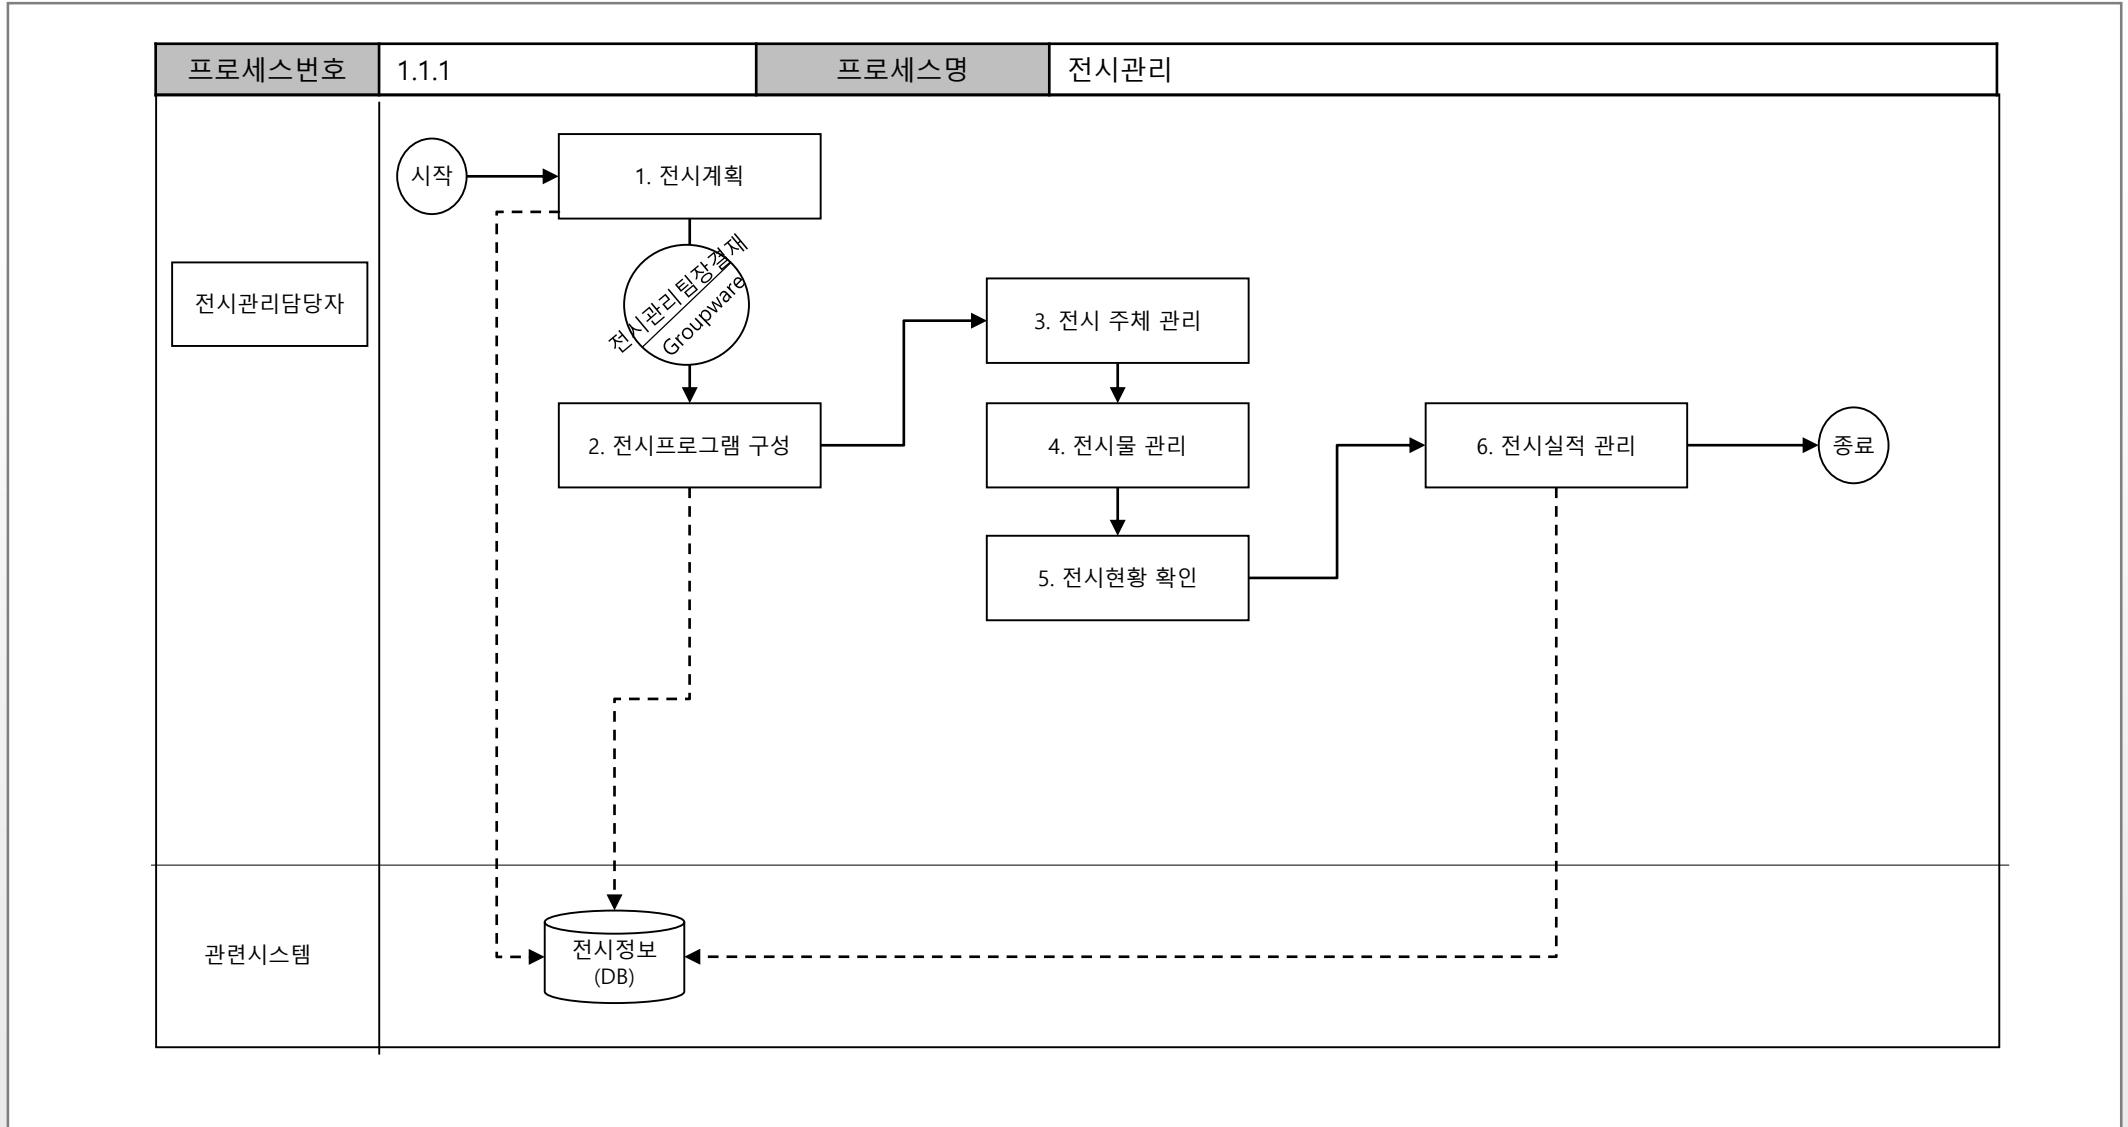 프로세스번호 1.1.1 프로세스명 전시관리
시작
1. 전시계획
전시관리팀장결재
Groupware
전시관리담당자
2. 전시프로그램 구성
3. 전시 주체 관리
4. 전시물 관리
5. 전시현황 확인
6. 전시실적 관리
종료
관련시스템
전시정보
(DB)